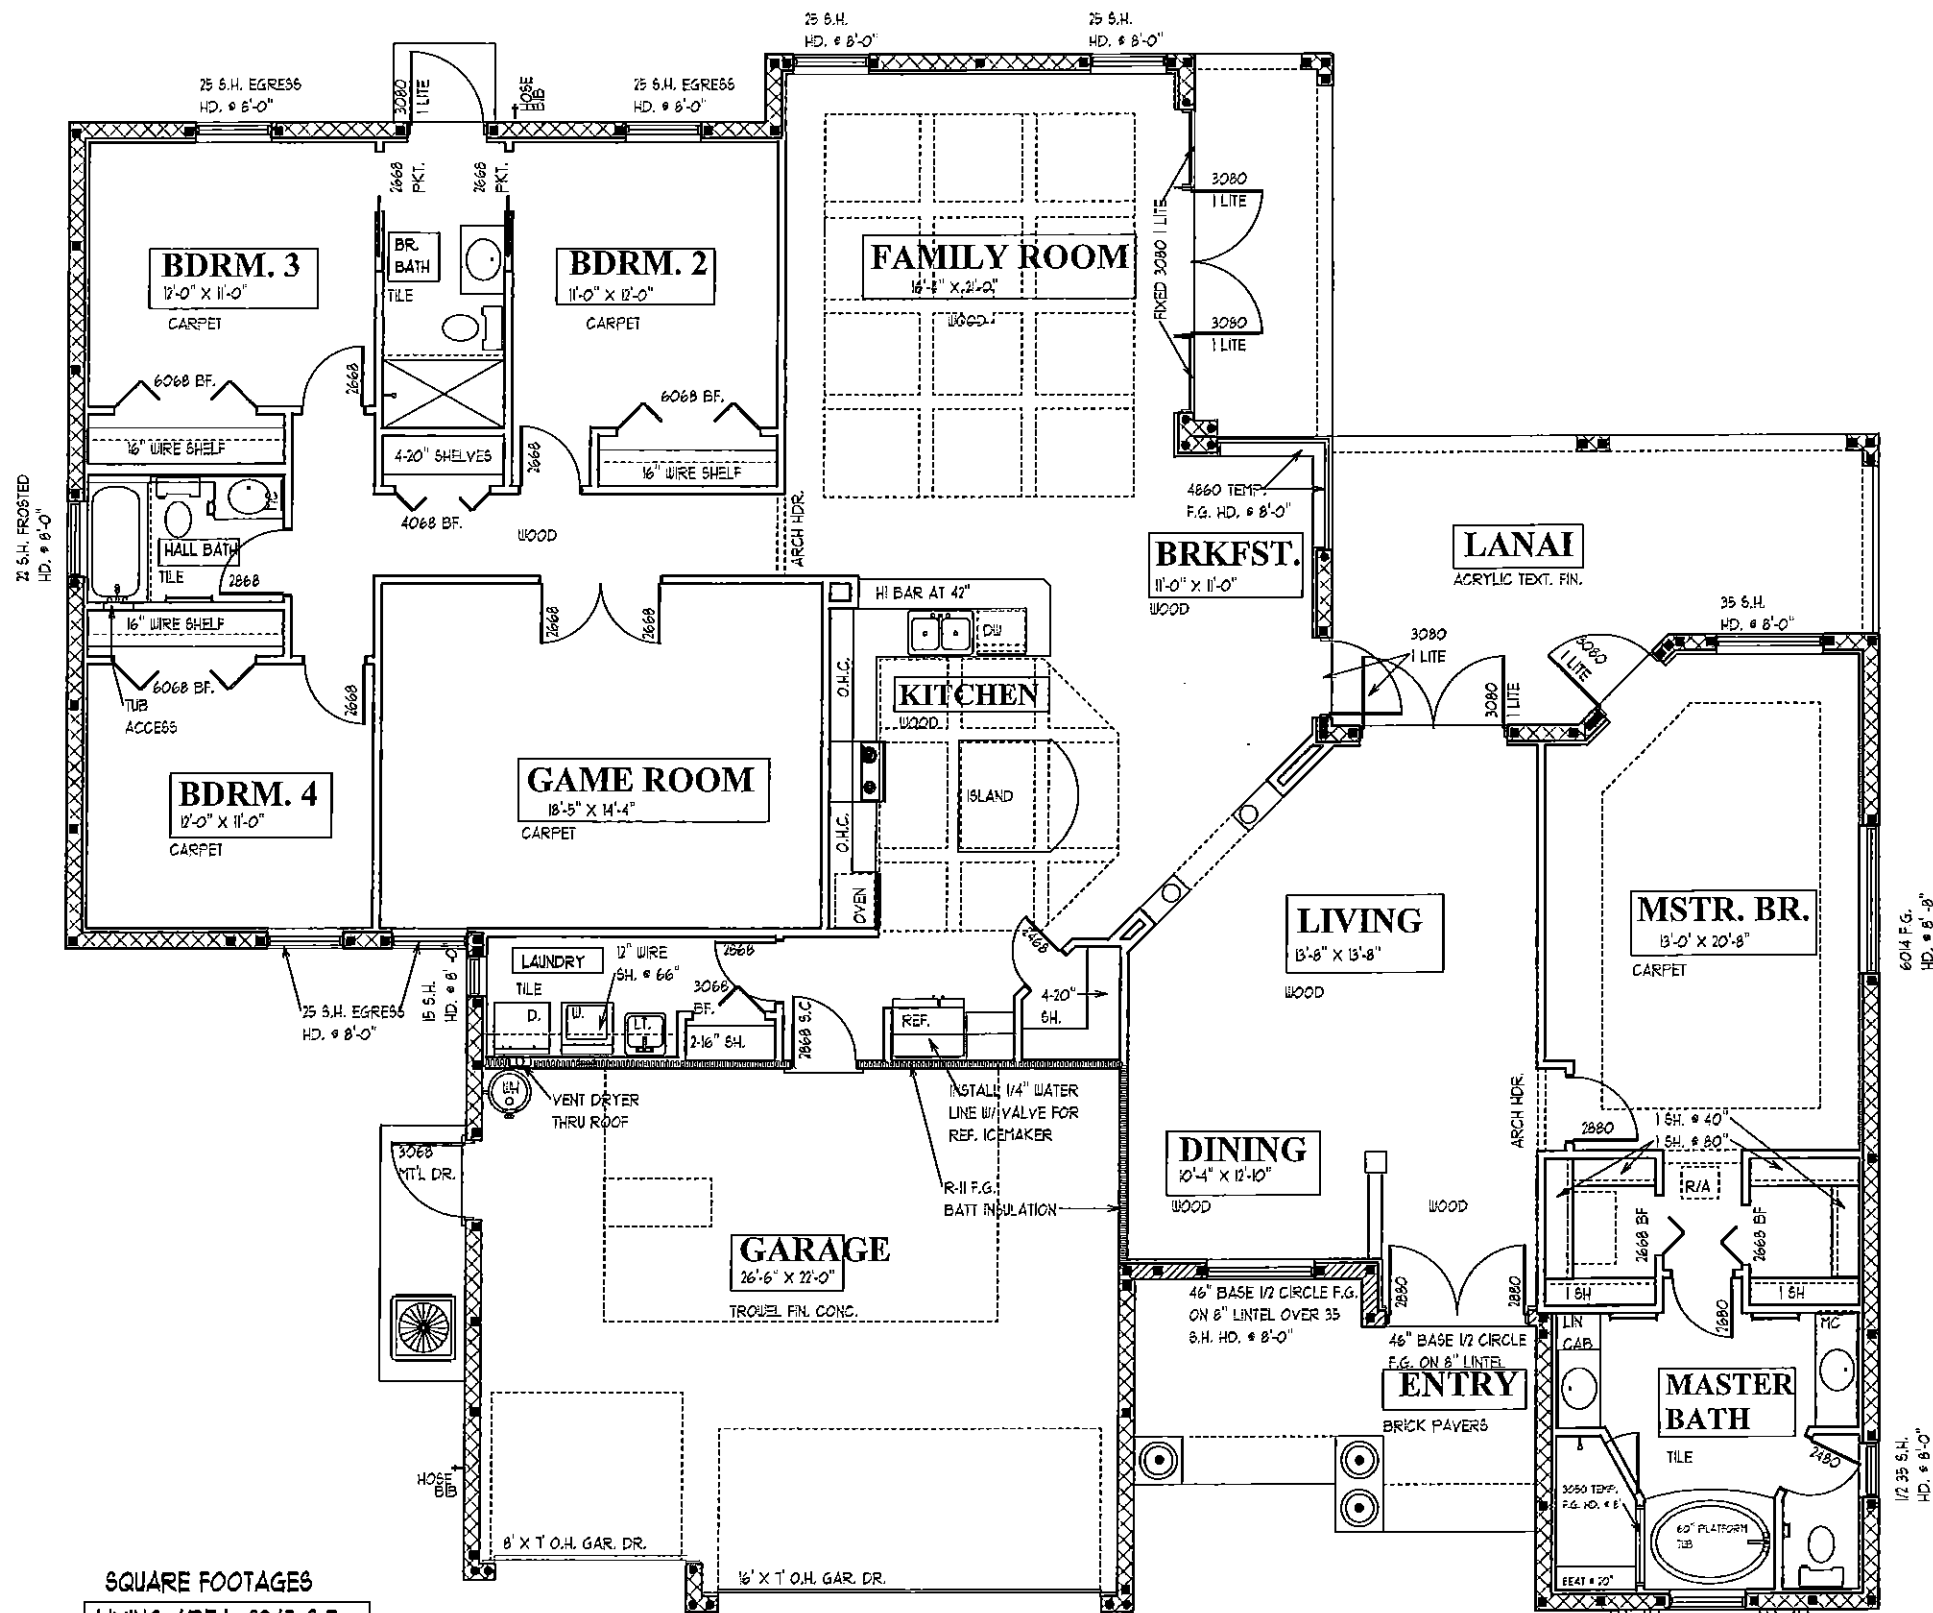 25 S.H.
HD. @ 8'-0"
25 S.H.
HD. @ 8'-0"
25 S.H. EGRESS
HD. @ 8'-0"
3080
1 LITE
HOSE
BIB
25 S.H. EGRESS
HD. @ 8'-0"
2668
PKT.
2668
PKT.
BDRM. 3
12'-0" X 11'-0"
CARPET
BR.
BATH
TILE
BDRM. 2
11'-0" X 12'-0"
CARPET
FAMILY ROOM
WOOD
FIXED 3080 1 LITE
3080
1 LITE
3080
1 LITE
6068 BF.
2668
6068 BF.
16" WIRE SHELF
4-20" SHELVES
2668
16" WIRE SHELF
4068 BF.
WOOD
ARCH HDR.
4860 TEMP.
F.G. HD. @ 8'-0"
22 S.H. FROSTED
HD. @ 8'-0"
HALL BATH
TILE
2868
16" WIRE SHELF
6068 BF.
2668
TUB
ACCESS
BRKFST.
11'-0" X 11'-0"
WOOD
LANAI
ACRYLIC TEXT. FIN.
35 S.H.
HD. @ 8'-0"
3080
1 LITE
3080
1 LITE
3080
1 LITE
2668
2668
HI BAR AT 42"
DW
O.H.C.
KITCHEN
WOOD
ISLAND
O.H.C.
OVEN
BDRM. 4
12'-0" X 11'-0"
CARPET
GAME ROOM
18'-5" X 14'-4"
CARPET
LIVING
13'-8" X 13'-8"
WOOD
MSTR. BR.
13'-0" X 20'-8"
CARPET
6014 F.G.
HD. @ 8'-8"
25 S.H. EGRESS
HD. @ 8'-0"
15 S.H.
HD. @ 8'-0"
LAUNDRY
TILE
12" WIRE
SH. @ 66"
D.
W.
LT.
3068
BF.
2-16" SH.
2868 S.C.
REF.
2468
4-20"
SH.
WH
VENT DRYER
THRU ROOF
INSTALL 1/4" WATER
LINE W/ VALVE FOR
REF. ICEMAKER
ARCH HDR.
2880
1 SH. @ 40"
1 SH. @ 80"
3068
MT'L DR.
R-11 F.G.
BATT INSULATION
DINING
10'-4" X 12'-10"
WOOD
WOOD
R/A
2668 BF
2668 BF
1 SH
1 SH
GARAGE
26'-6" X 22'-0"
TROWEL FIN. CONC.
46" BASE 1/2 CIRCLE F.G.
ON 8" LINTEL OVER 35
S.H. HD. @ 8'-0"
2880
2880
46" BASE 1/2 CIRCLE
F.G. ON 8" LINTEL
ENTRY
BRICK PAVERS
2680
LIN
CAB
MC
MASTER
BATH
TILE
2480
3050 TEMP.
F.G. HD. @ 8'
60" PLATFORM
TUB
SEAT @ 20"
1/2 35 S.H.
HD. @ 8'-0"
HOSE
BIB
8' X 7' O.H. GAR. DR.
16' X 7' O.H. GAR. DR.
SQUARE FOOTAGES